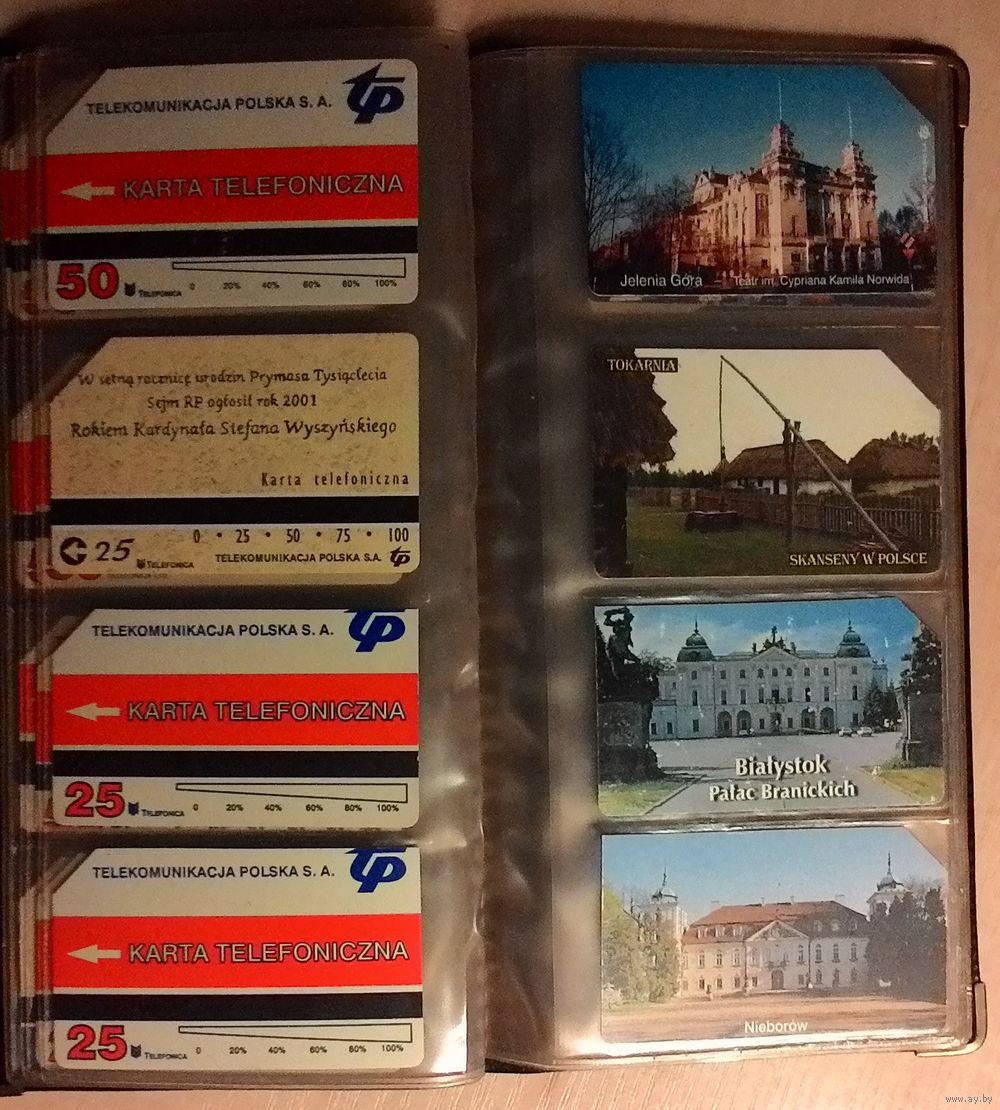 TELEKOMUNIKACJA POLSKA S. A. tp
KARTA TELEFONICZNA
50 TELEFONICA 0 20% 40% 60% 80% 100%
W setną rocznicę urodzin Prymasa Tysiąclecia
Sejm RP ogłosił rok 2001
Rokiem Kardynała Stefana Wyszyńskiego
Karta telefoniczna
0 • 25 • 50 • 75 • 100
25 TELEFONICA TELEKOMUNIKACJA POLSKA S.A. tp
TELEKOMUNIKACJA POLSKA S. A. tp
KARTA TELEFONICZNA
25 TELEFONICA 0 20% 40% 60% 80% 100%
TELEKOMUNIKACJA POLSKA S. A. tp
KARTA TELEFONICZNA
25 TELEFONICA 0 20% 40% 60% 80% 100%
Jelenia Góra – Teatr im. Cypriana Kamila Norwida
TOKARNIA
SKANSENY W POLSCE
Białystok
Pałac Branickich
Nieborów
www.ay.by